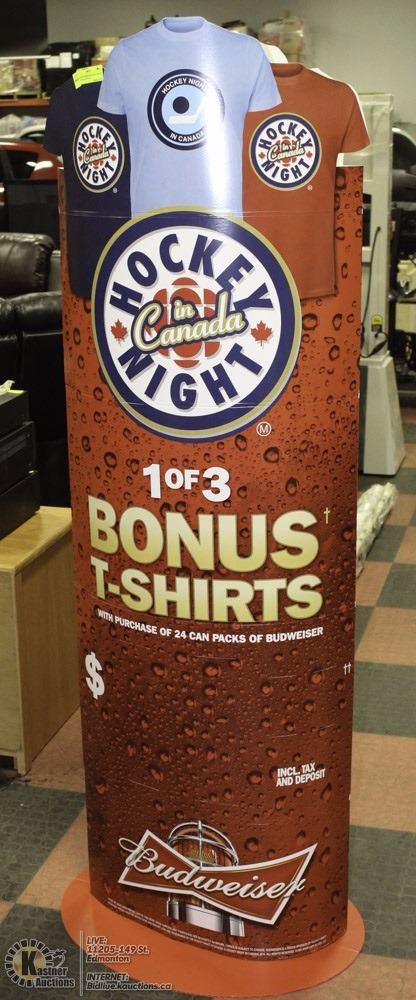 HOCKEY NIGHT
IN CANADA
HOCKEY
in
Canada
NIGHT
®
HOCKEY
in
Canada
NIGHT
®
HOCKEY
in
Canada
NIGHT
M
1 OF 3
BONUS†
T-SHIRTS
WITH PURCHASE OF 24 CAN PACKS OF BUDWEISER
$
††
INCL. TAX
AND DEPOSIT
Budweiser
K
Kastner
Auctions
LIVE:
11205-149 St.
Edmonton
INTERNET:
Bidlive.kauctions.ca